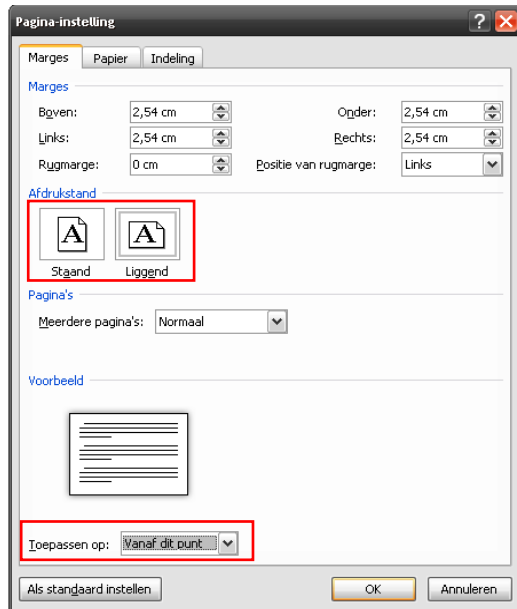 Pagina-instelling
Marges Papier Indeling
Marges
Boven: 2,54 cm Onder: 2,54 cm
Links: 2,54 cm Rechts: 2,54 cm
Rugmarge: 0 cm Positie van rugmarge: Links
Afdrukstand
A A
Staand Liggend
Pagina's
Meerdere pagina's: Normaal
Voorbeeld
Toepassen op: Vanaf dit punt
Als standaard instellen OK Annuleren